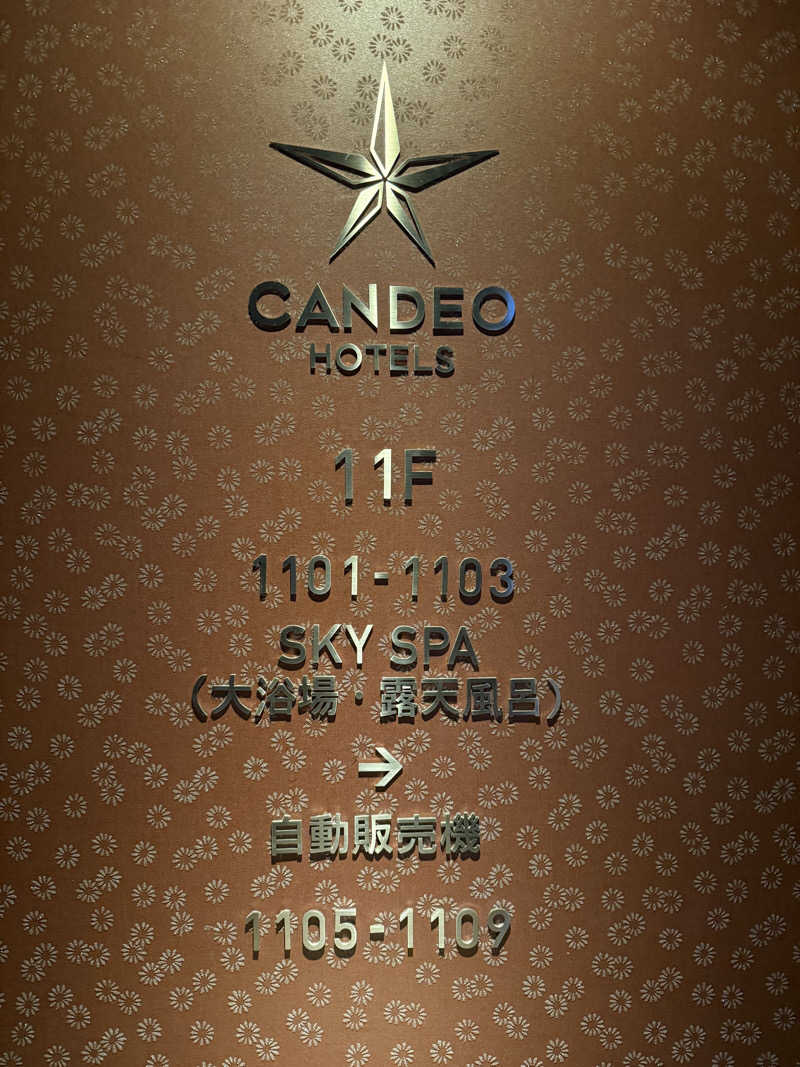 CANDEO
HOTELS
11F
1101-1103
SKY SPA
（大浴場・露天風呂）
→
自動販売機
1105-1109